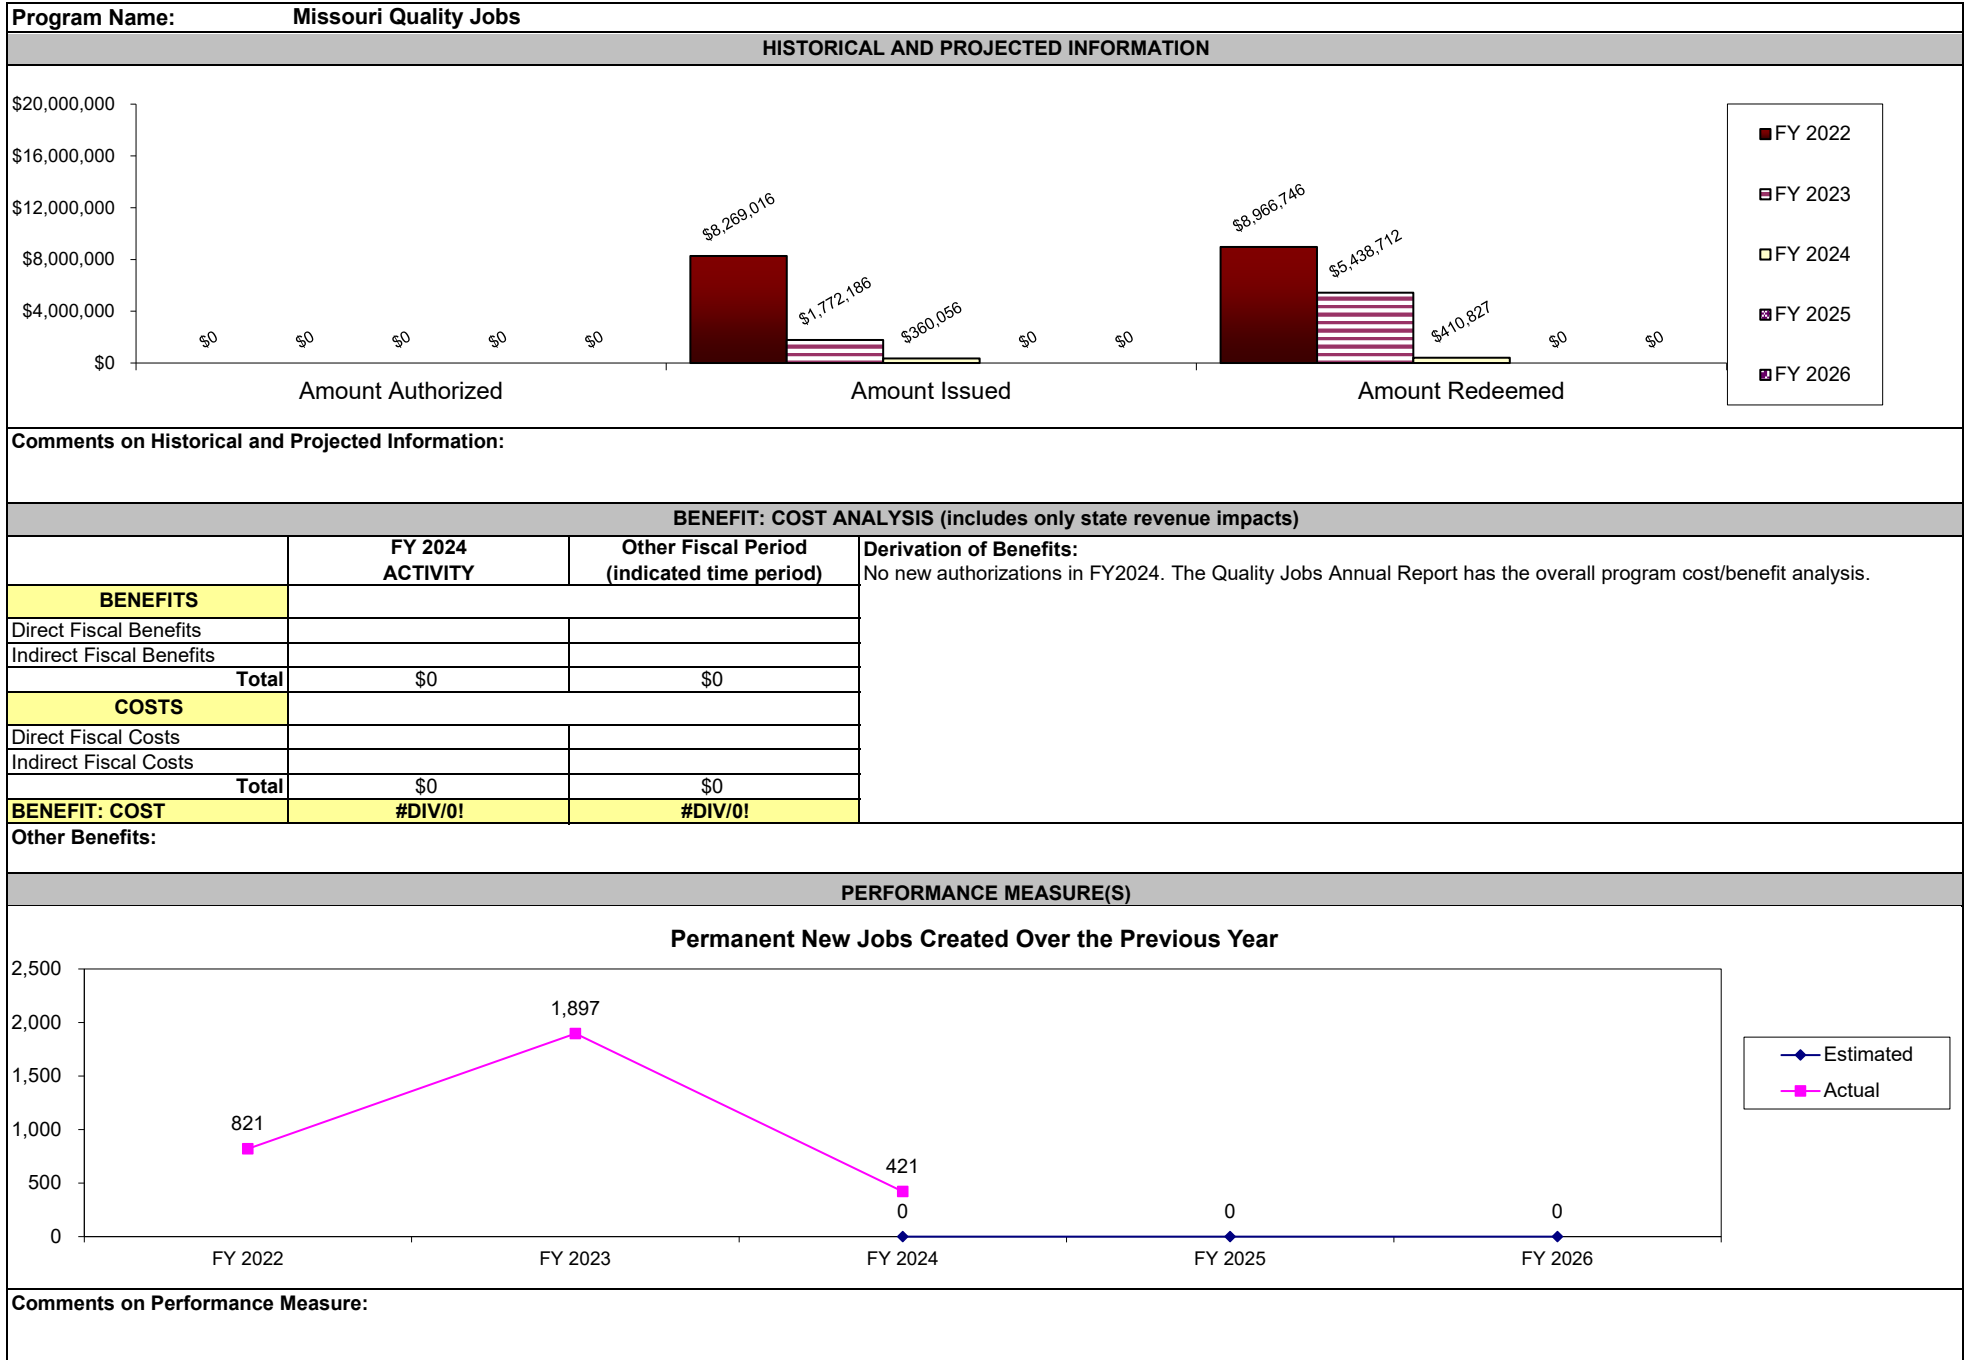 Program Name: Missouri Quality Jobs
HISTORICAL AND PROJECTED INFORMATION
$20,000,000
$16,000,000
$12,000,000
$8,000,000
$4,000,000
$0
$0 $0 $0 $0 $0
$8,269,016 $1,772,186 $360,056 $0 $0
$8,966,746 $5,438,712 $410,827 $0 $0
Amount Authorized Amount Issued Amount Redeemed
FY 2022
FY 2023
FY 2024
FY 2025
FY 2026
Comments on Historical and Projected Information:
BENEFIT: COST ANALYSIS (includes only state revenue impacts)
FY 2024 ACTIVITY
Other Fiscal Period (indicated time period)
Derivation of Benefits:
No new authorizations in FY2024. The Quality Jobs Annual Report has the overall program cost/benefit analysis.
BENEFITS
Direct Fiscal Benefits
Indirect Fiscal Benefits
Total $0 $0
COSTS
Direct Fiscal Costs
Indirect Fiscal Costs
Total $0 $0
BENEFIT: COST #DIV/0! #DIV/0!
Other Benefits:
PERFORMANCE MEASURE(S)
Permanent New Jobs Created Over the Previous Year
2,500
2,000
1,500
1,000
500
0
821
1,897
421
0 0 0
FY 2022 FY 2023 FY 2024 FY 2025 FY 2026
Estimated
Actual
Comments on Performance Measure: